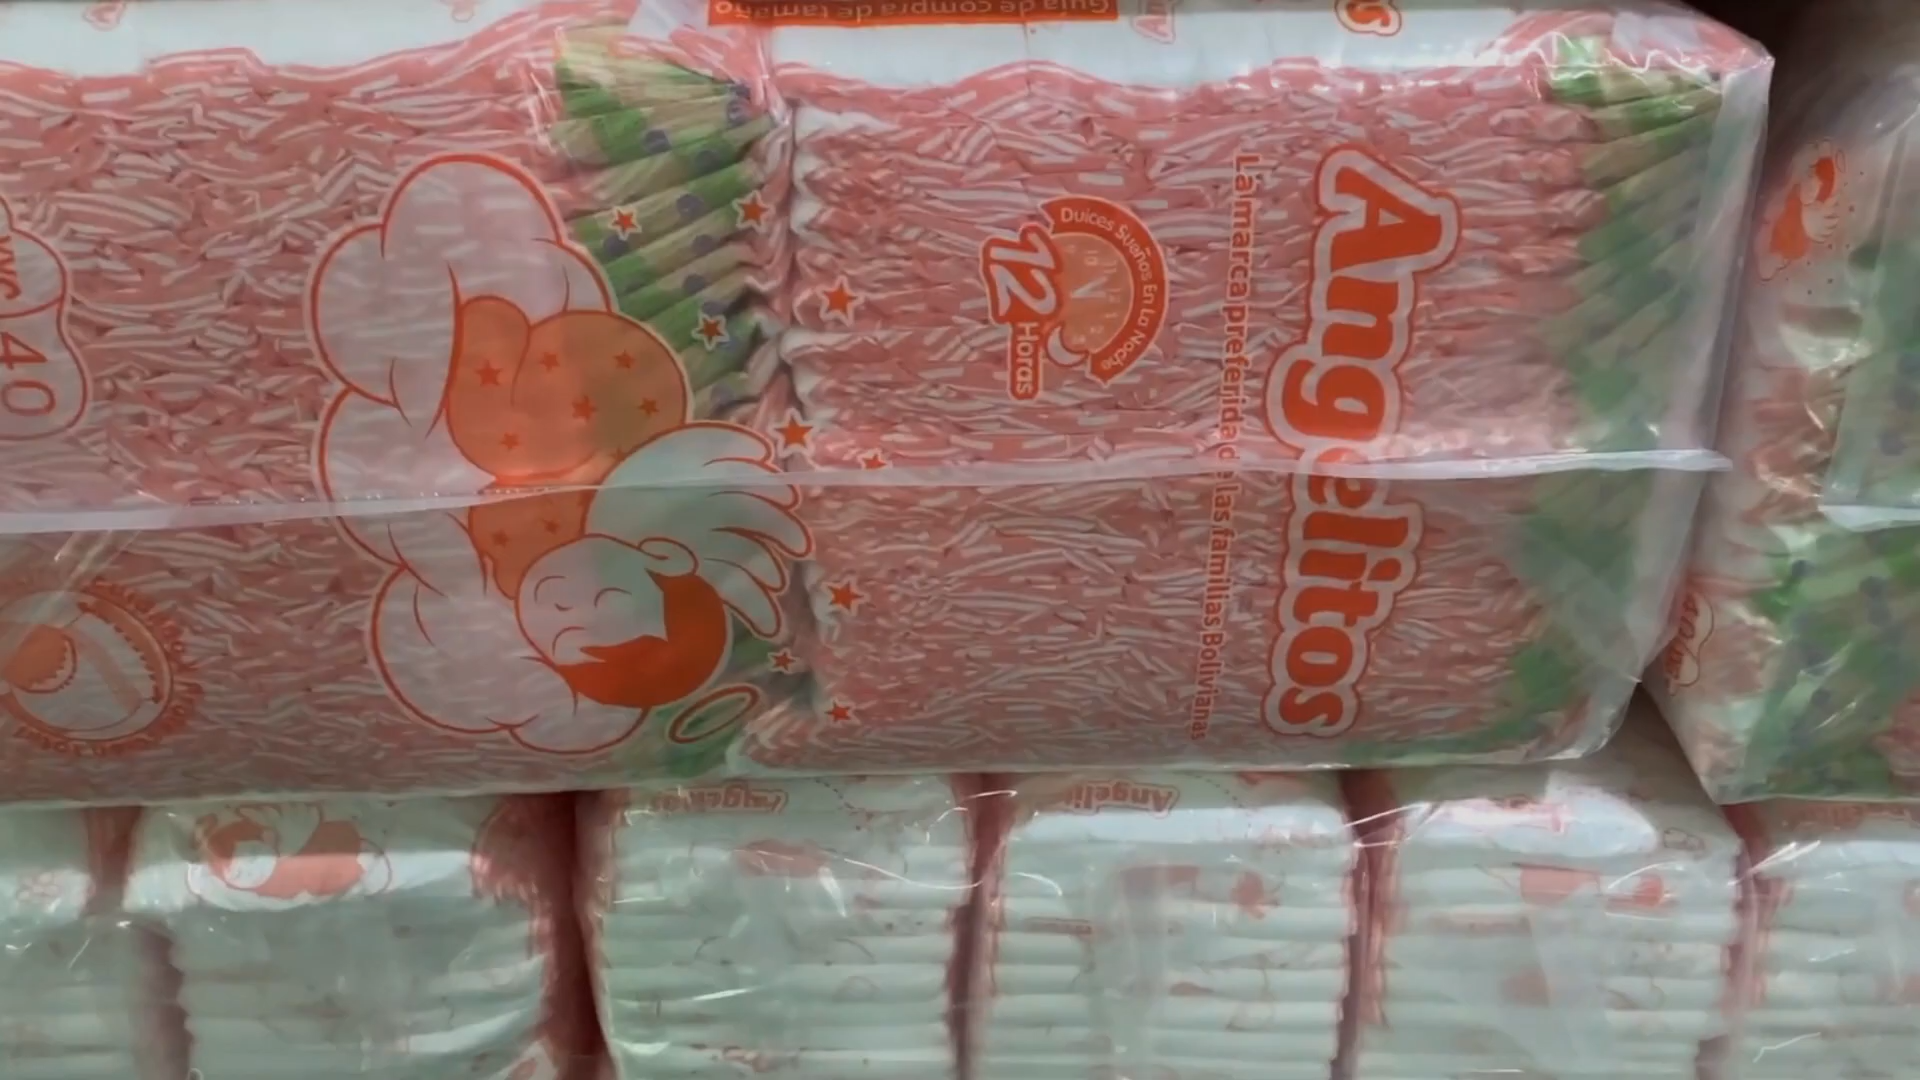 Guía de compra de tamaño
Angelitos
La marca preferida de las familias Bolivianas
Dulces Sueños En La Noche
12
Horas
40
Angelitos